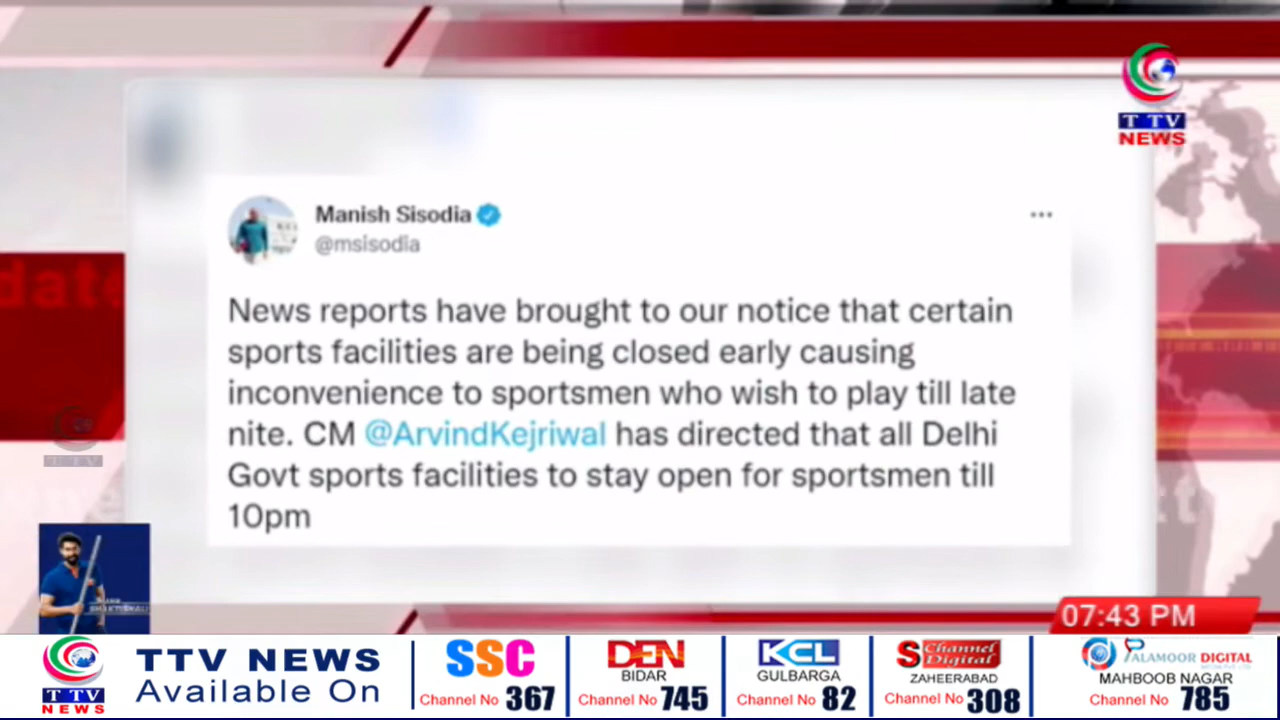 T TV
NEWS
Manish Sisodia
@msisodia
News reports have brought to our notice that certain
sports facilities are being closed early causing
inconvenience to sportsmen who wish to play till late
nite. CM @ArvindKejriwal has directed that all Delhi
Govt sports facilities to stay open for sportsmen till
10pm
07:43 PM
T TV
NEWS
TTV NEWS
Available On
SSC
Channel No 367
DEN
BIDAR
Channel No 745
KCL
GULBARGA
Channel No 82
S Channel Digital
ZAHEERABAD
Channel No 308
PALAMOOR DIGITAL
MAHBOOB NAGAR
Channel No 785